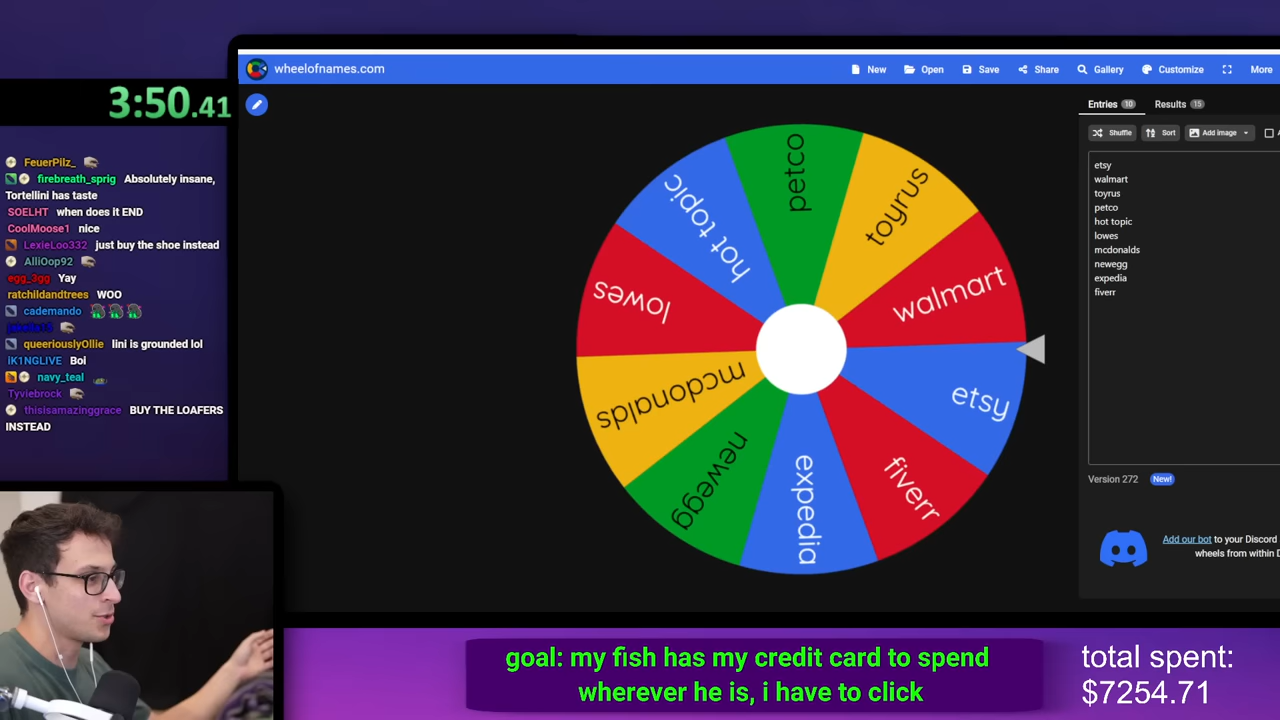 wheelofnames.com
New
Open
Save
Share
Gallery
Customize
More
3:50.41
FeuerPilz_
firebreath_sprig Absolutely insane,
Tortellini has taste
SOELHT when does it END
CoolMoose1 nice
LexieLoo332 just buy the shoe instead
AlliOop92
egg_3gg Yay
ratchildandtrees WOO
cademando
queeriouslyOllie lini is grounded lol
iK1NGLIVE Boi
navy_teal
Tyviebrock
thisisamazinggrace BUY THE LOAFERS
INSTEAD
petco
toyrus
walmart
etsy
fiverr
expedia
newegg
mcdonalds
lowes
hot topic
Entries 10
Results 15
Shuffle
Sort
Add image
etsy
walmart
toyrus
petco
hot topic
lowes
mcdonalds
newegg
expedia
fiverr
Version 272 New!
Add our bot to your Discord
wheels from within
goal: my fish has my credit card to spend
wherever he is, i have to click
total spent:
$7254.71